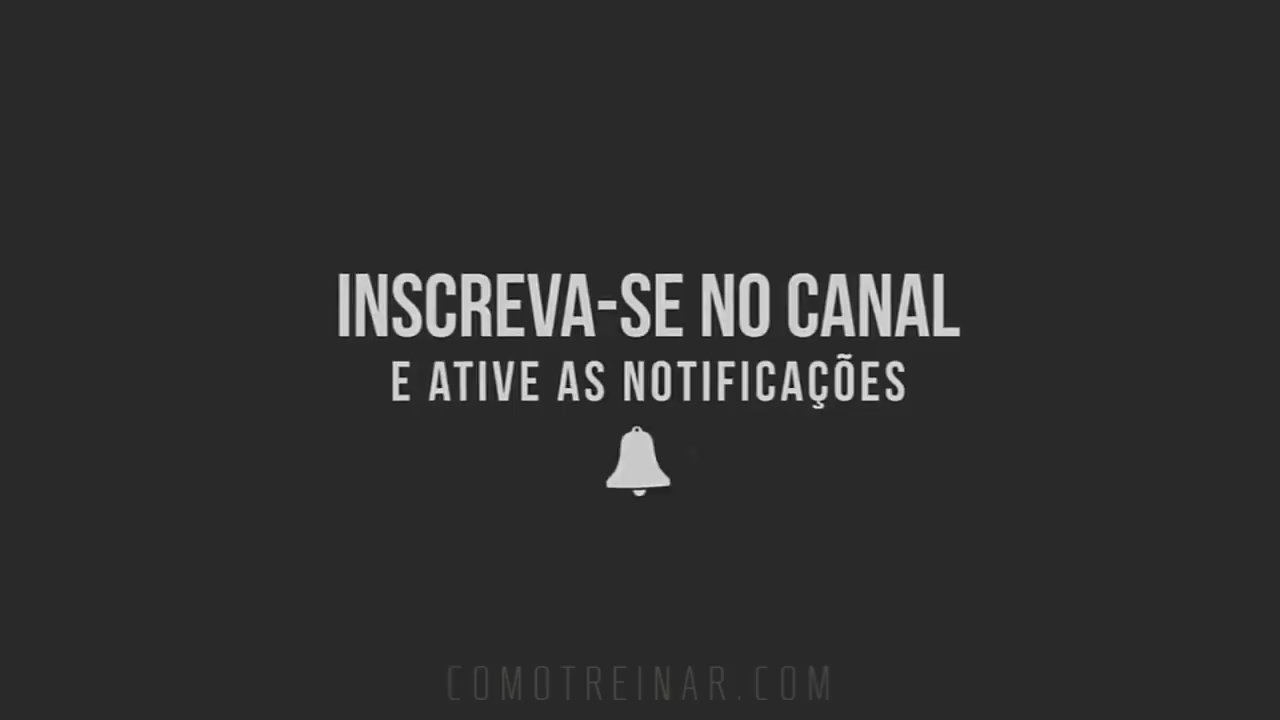 INSCREVA-SE NO CANAL
E ATIVE AS NOTIFICAÇÕES
COMOTREINAR.COM